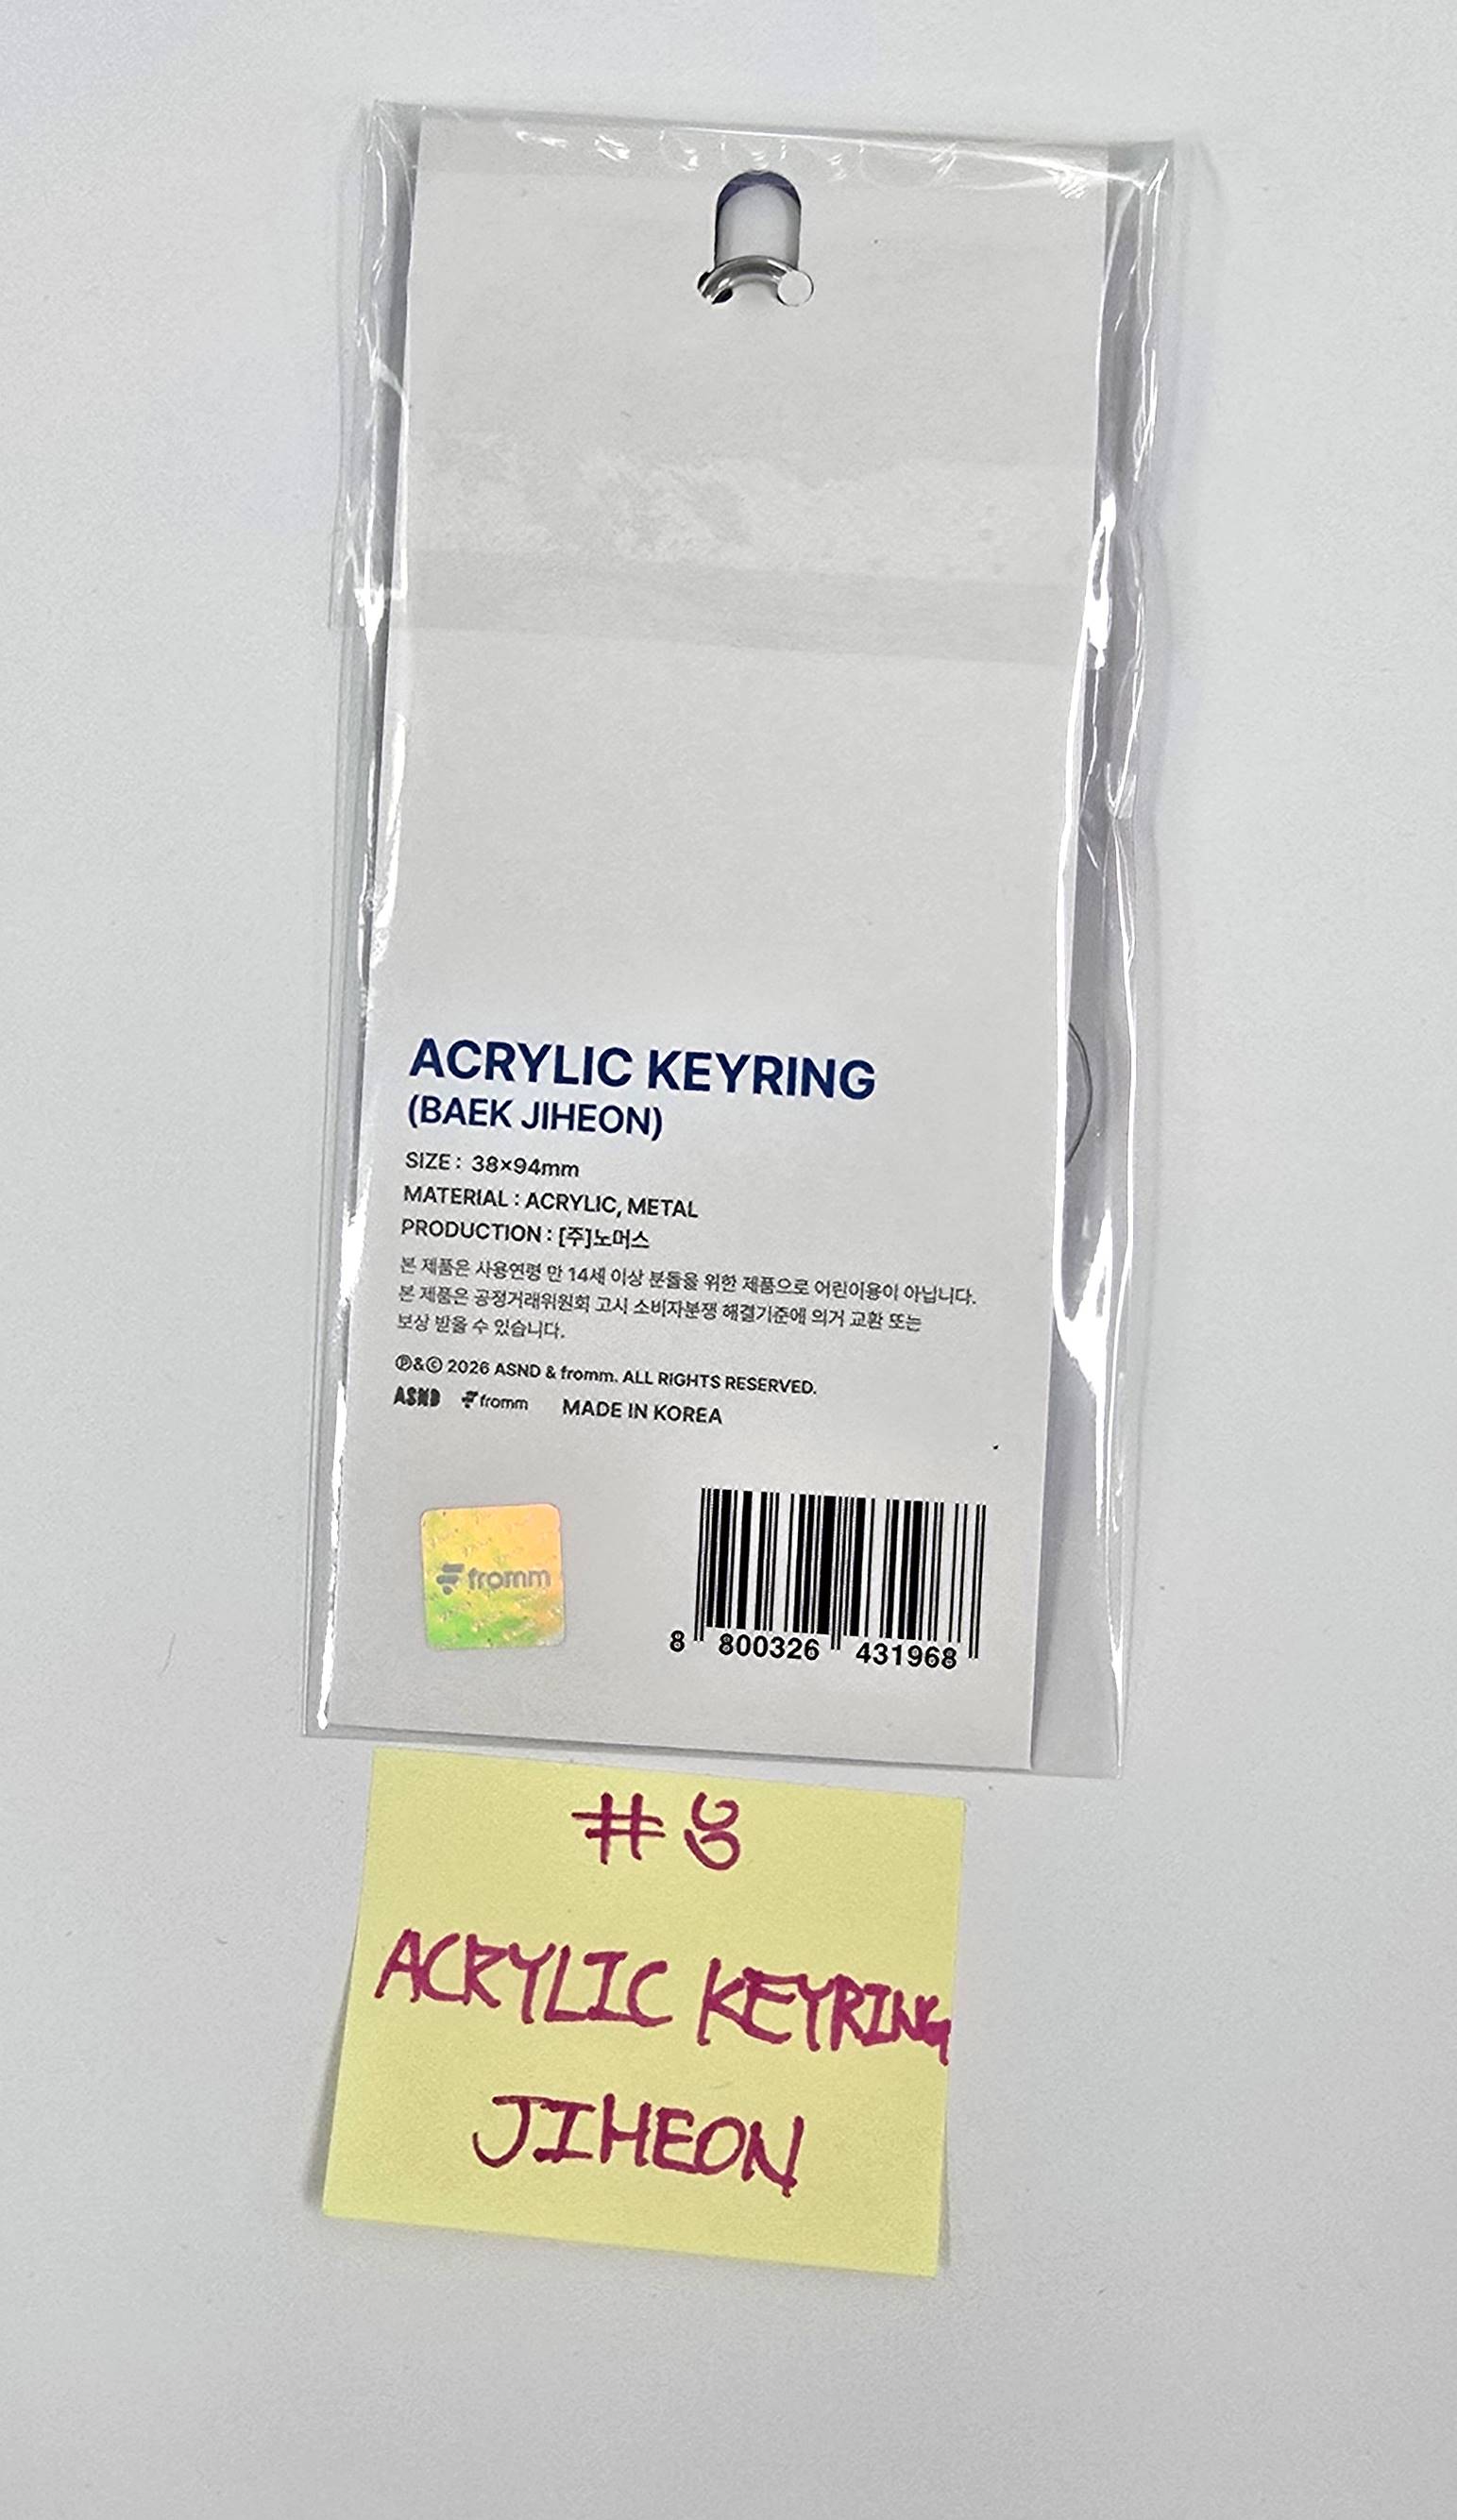 ACRYLIC KEYRING
(BAEK JIHEON)
SIZE : 38×94mm
MATERIAL : ACRYLIC, METAL
PRODUCTION : [주]노머스
본 제품은 사용연령 만 14세 이상 분들을 위한 제품으로 어린이용이 아닙니다.
본 제품은 공정거래위원회 고시 소비자분쟁 해결기준에 의거 교환 또는
보상 받을 수 있습니다.
Ⓟ&© 2026 ASND & fromm. ALL RIGHTS RESERVED.
ASND fromm MADE IN KOREA
fromm
8 800326 431968
#
ACRYLIC KEYRING
JIHEON